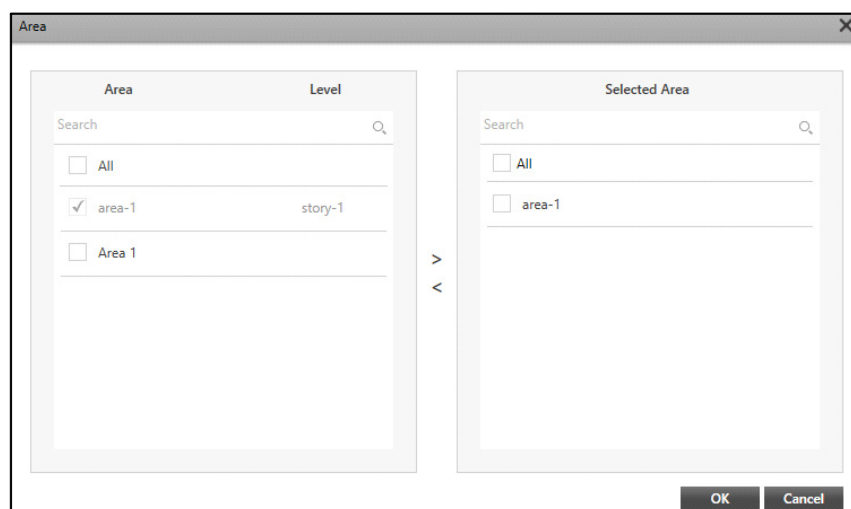 Area
Area Level
Search
All
area-1 story-1
Area 1
>
<
Selected Area
Search
All
area-1
OK Cancel